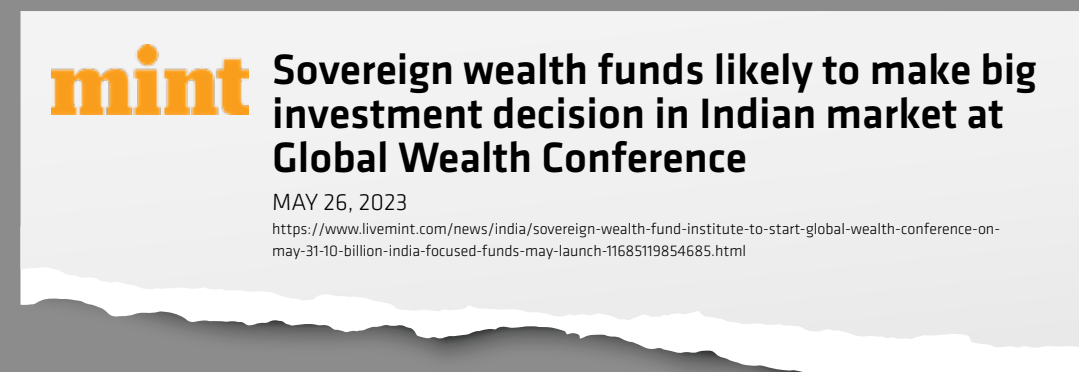 mint
Sovereign wealth funds likely to make big
investment decision in Indian market at
Global Wealth Conference
MAY 26, 2023
https://www.livemint.com/news/india/sovereign-wealth-fund-institute-to-start-global-wealth-conference-on-
may-31-10-billion-india-focused-funds-may-launch-11685119854685.html